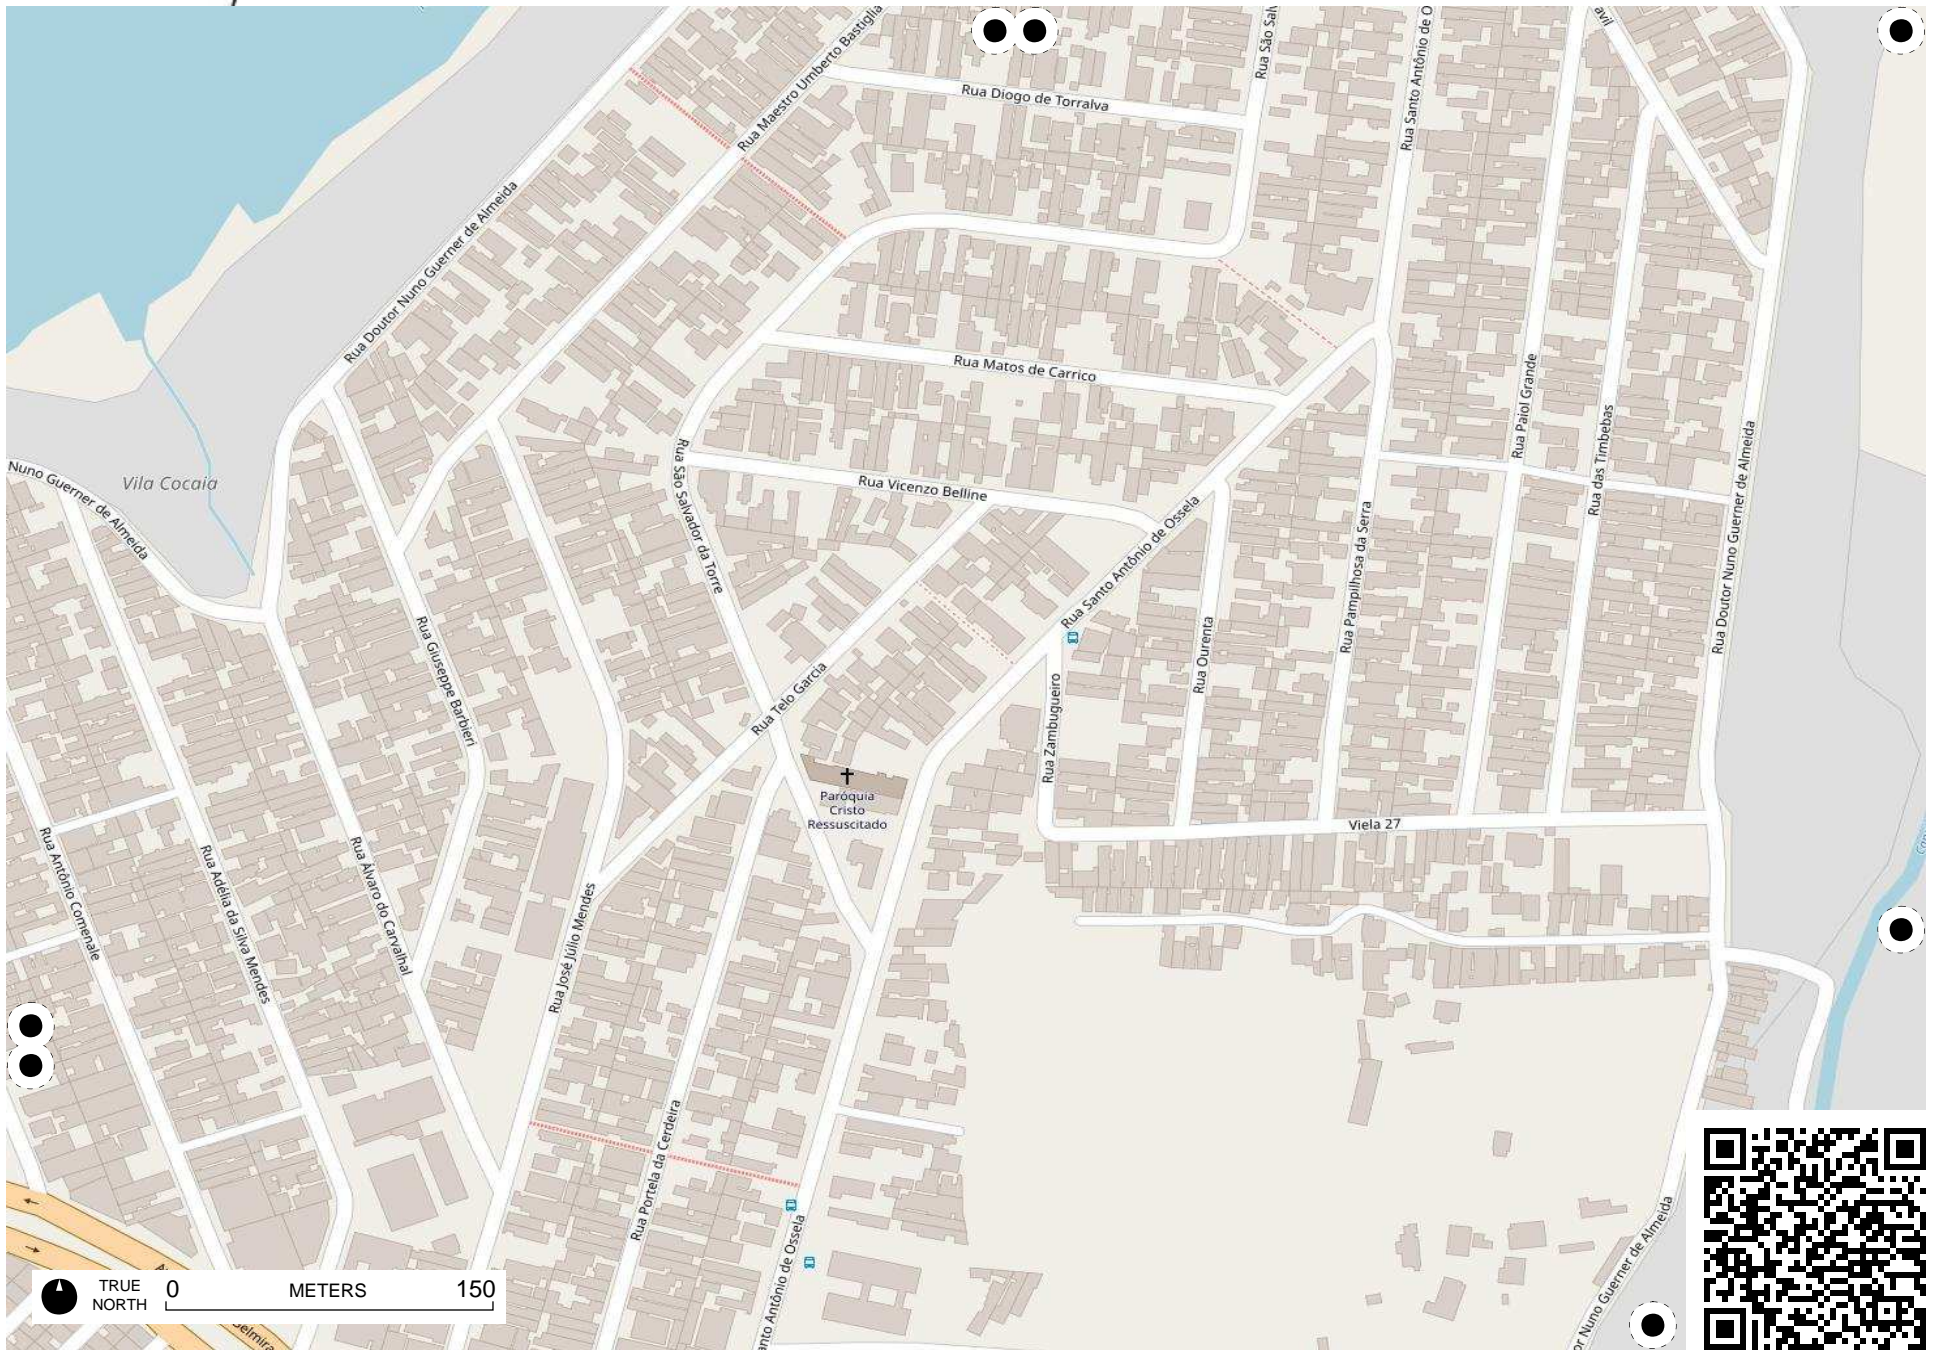 Rua Maestro Umberto Bastiglia
Rua Diogo de Torralva
Rua São Sal
Rua Santo Antônio de O
avil
Rua Doutor Nuno Guerner de Almeida
Rua Matos de Carrico
Rua Paiol Grande
Rua das Timbebas
Rua Doutor Nuno Guerner de Almeida
Nuno Guerner de Almeida
Vila Cocaia
Rua São Salvador da Torre
Rua Vicenzo Belline
Rua Santo Antônio de Ossela
Rua Pampilhosa da Serra
Rua Ourenta
Rua Giuseppe Barbieri
Rua Telo Garcia
Rua Zambugueiro
Paróquia
Cristo
Ressuscitado
Viela 27
Rua Antônio Comenale
Rua Adélia da Silva Mendes
Rua Álvaro do Carvalhal
Rua José Júlio Mendes
Rua Portela da Cerdeira
anto Antônio de Ossela
or Nuno Guerner de Almeida
Belmira
TRUE
NORTH
0 METERS 150